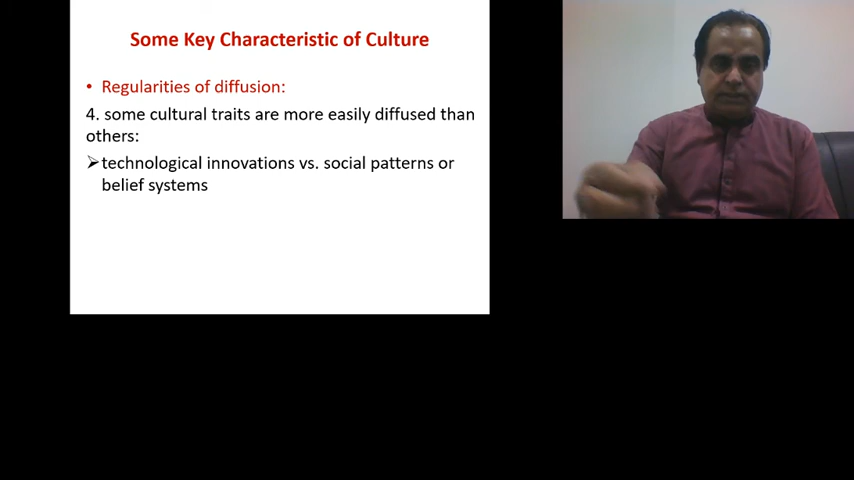 Some Key Characteristic of Culture
• Regularities of diffusion:
4. some cultural traits are more easily diffused than
others:
➢technological innovations vs. social patterns or
belief systems